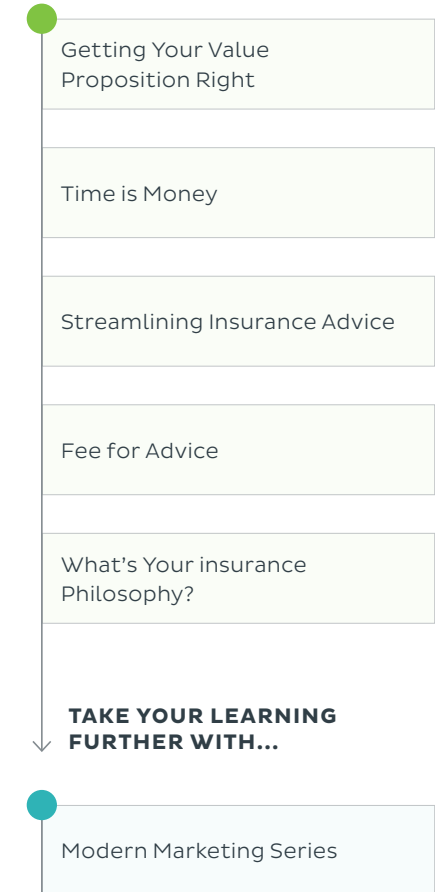 Getting Your Value
Proposition Right
Time is Money
Streamlining Insurance Advice
Fee for Advice
What's Your insurance
Philosophy?
TAKE YOUR LEARNING
FURTHER WITH...
Modern Marketing Series